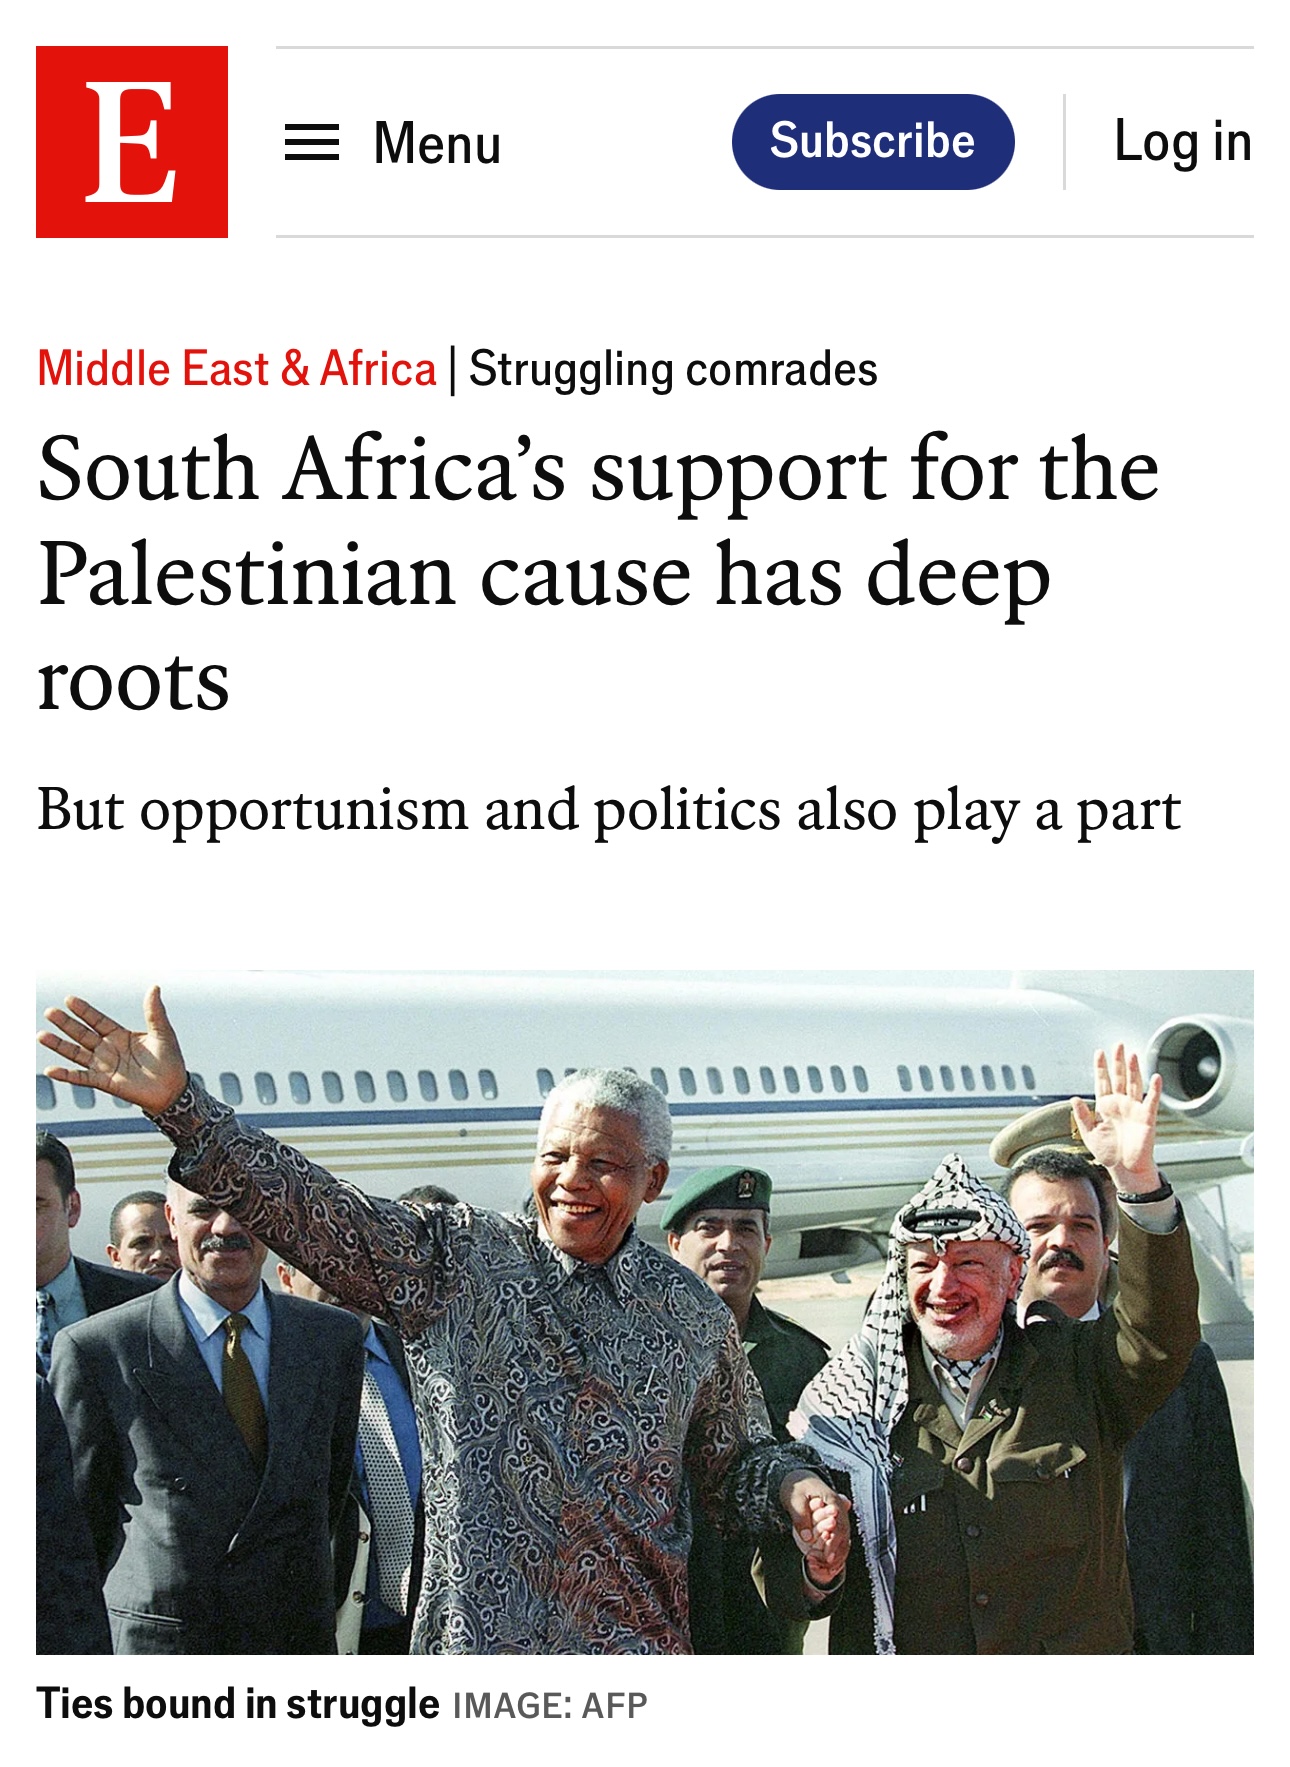 E
Menu
Subscribe
Log in
Middle East & Africa | Struggling comrades
South Africa’s support for the
Palestinian cause has deep
roots
But opportunism and politics also play a part
Ties bound in struggle IMAGE: AFP